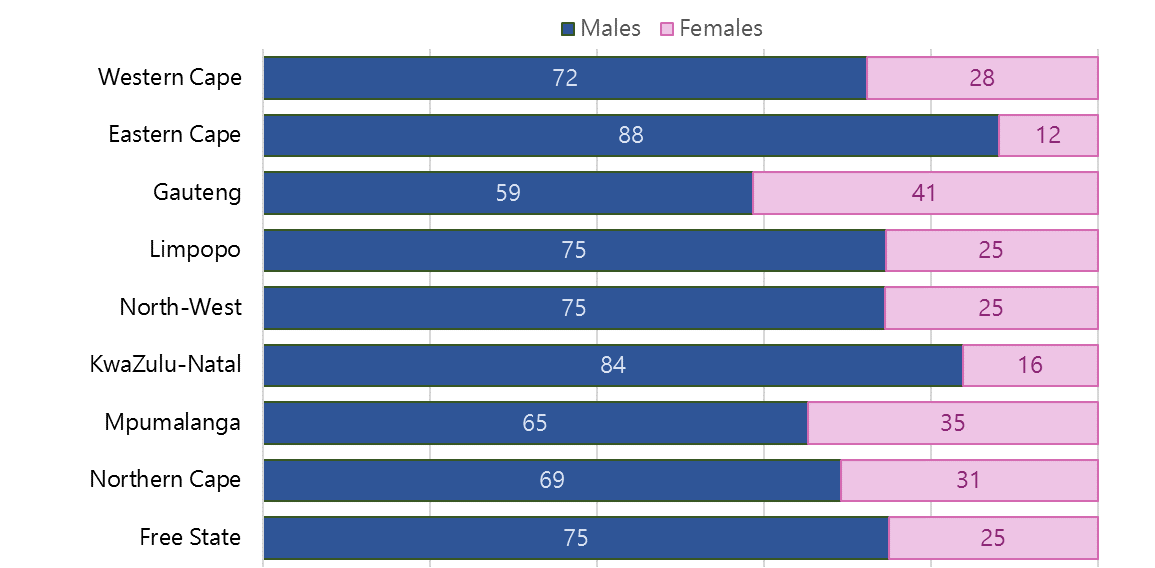 Males Females
Western Cape 72 28
Eastern Cape 88 12
Gauteng 59 41
Limpopo 75 25
North-West 75 25
KwaZulu-Natal 84 16
Mpumalanga 65 35
Northern Cape 69 31
Free State 75 25